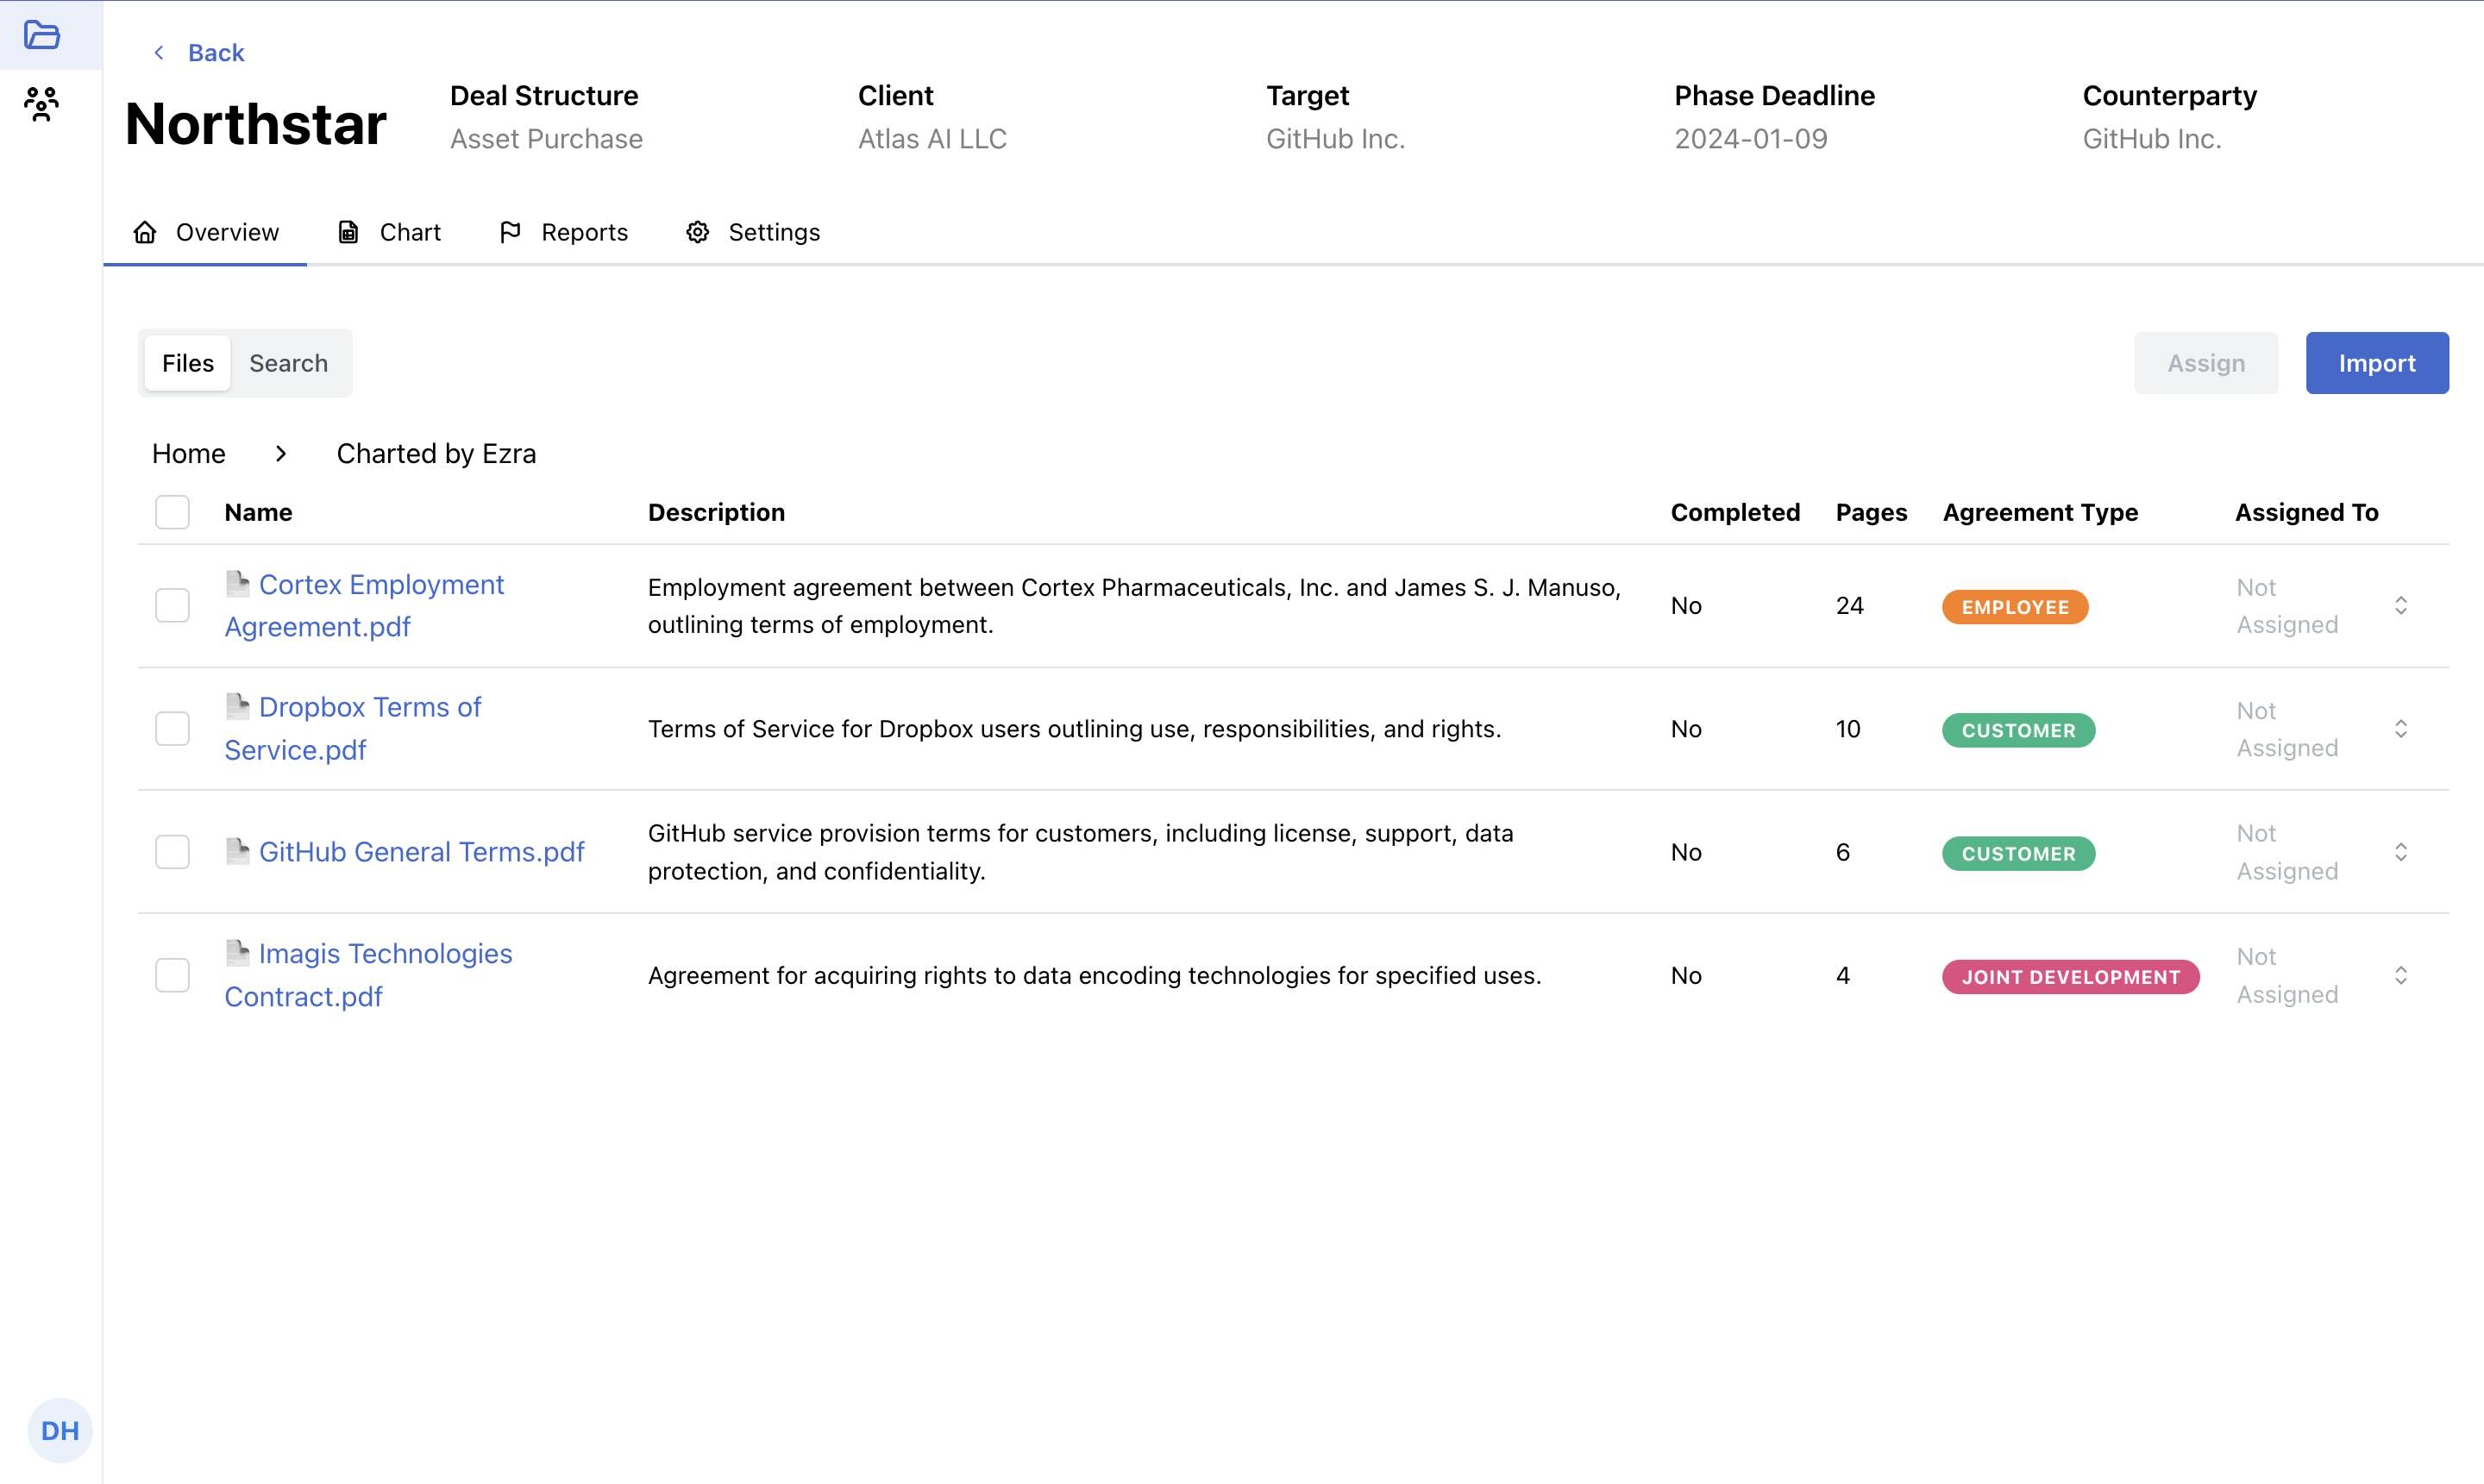 Back
Northstar
Deal Structure
Asset Purchase
Client
Atlas AI LLC
Target
GitHub Inc.
Phase Deadline
2024-01-09
Counterparty
GitHub Inc.
Overview
Chart
Reports
Settings
Files
Search
Assign
Import
Home > Charted by Ezra
Name
Description
Completed
Pages
Agreement Type
Assigned To
Cortex Employment
Agreement.pdf
Employment agreement between Cortex Pharmaceuticals, Inc. and James S. J. Manuso,
outlining terms of employment.
No
24
EMPLOYEE
Not
Assigned
Dropbox Terms of
Service.pdf
Terms of Service for Dropbox users outlining use, responsibilities, and rights.
No
10
CUSTOMER
Not
Assigned
GitHub General Terms.pdf
GitHub service provision terms for customers, including license, support, data
protection, and confidentiality.
No
6
CUSTOMER
Not
Assigned
Imagis Technologies
Contract.pdf
Agreement for acquiring rights to data encoding technologies for specified uses.
No
4
JOINT DEVELOPMENT
Not
Assigned
DH